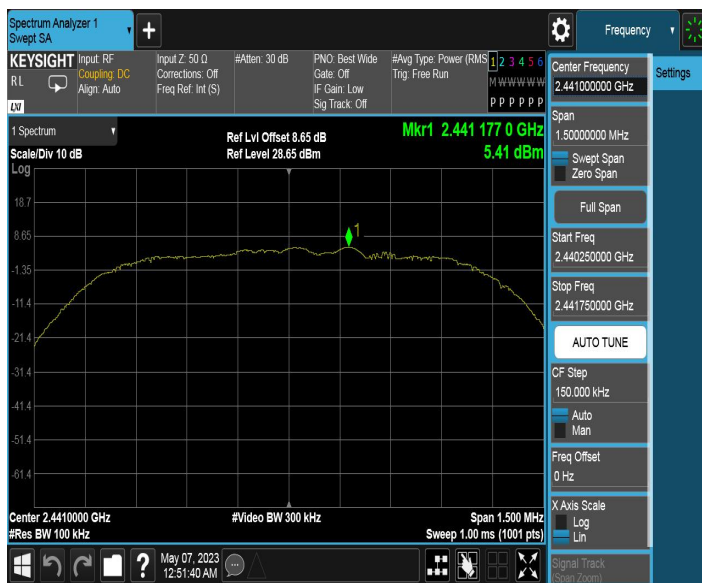 Spectrum Analyzer 1
Swept SA
Frequency
KEYSIGHT
RL
LXI
Input: RF
Coupling: DC
Align: Auto
Input Z: 50 Ω
Corrections: Off
Freq Ref: Int (S)
#Atten: 30 dB
PNO: Best Wide
Gate: Off
IF Gain: Low
Sig Track: Off
#Avg Type: Power (RMS
Trig: Free Run
1 2 3 4 5 6
M W W W W W
P P P P P P
1 Spectrum
Scale/Div 10 dB
Log
Ref Lvl Offset 8.65 dB
Ref Level 28.65 dBm
Mkr1 2.441 177 0 GHz
5.41 dBm
1
18.7
8.65
-1.35
-11.4
-21.4
-31.4
-41.4
-51.4
-61.4
Center 2.4410000 GHz
#Res BW 100 kHz
#Video BW 300 kHz
Span 1.500 MHz
Sweep 1.00 ms (1001 pts)
May 07, 2023
12:51:40 AM
Center Frequency
2.441000000 GHz
Span
1.50000000 MHz
Swept Span
Zero Span
Full Span
Start Freq
2.440250000 GHz
Stop Freq
2.441750000 GHz
AUTO TUNE
CF Step
150.000 kHz
Auto
Man
Freq Offset
0 Hz
X Axis Scale
Log
Lin
Signal Track
(Span Zoom)
Settings